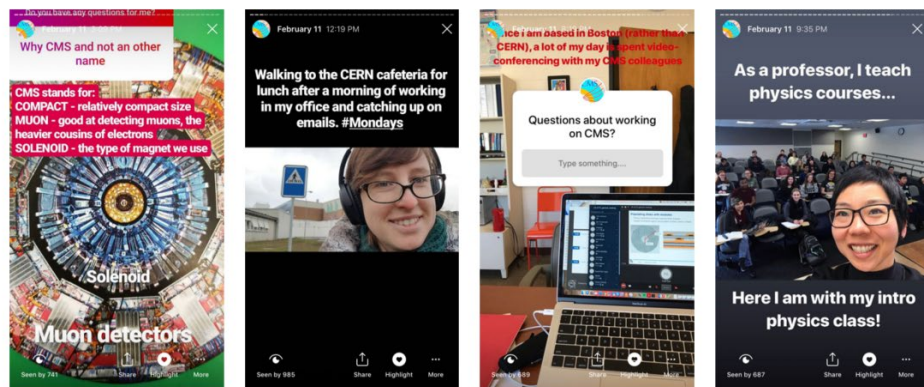 Do you have any questions for me?
Why CMS and not an other
name
CMS stands for:
COMPACT - relatively compact size
MUON - good at detecting muons, the
heavier cousins of electrons
SOLENOID - the type of magnet we use
Solenoid
Muon detectors
Seen by 741
Share
Highlight
More
February 11 12:19 PM
Walking to the CERN cafeteria for
lunch after a morning of working
in my office and catching up on
emails. #Mondays
Seen by 985
Share
Highlight
More
I am based in Boston (rather than
CERN), a lot of my day is spent video-
conferencing with my CMS colleagues
Questions about working
on CMS?
Type something....
Seen by 689
Share
Highlight
More
February 11 9:35 PM
As a professor, I teach
physics courses...
Here I am with my intro
physics class!
Seen by 687
Share
Highlight
More